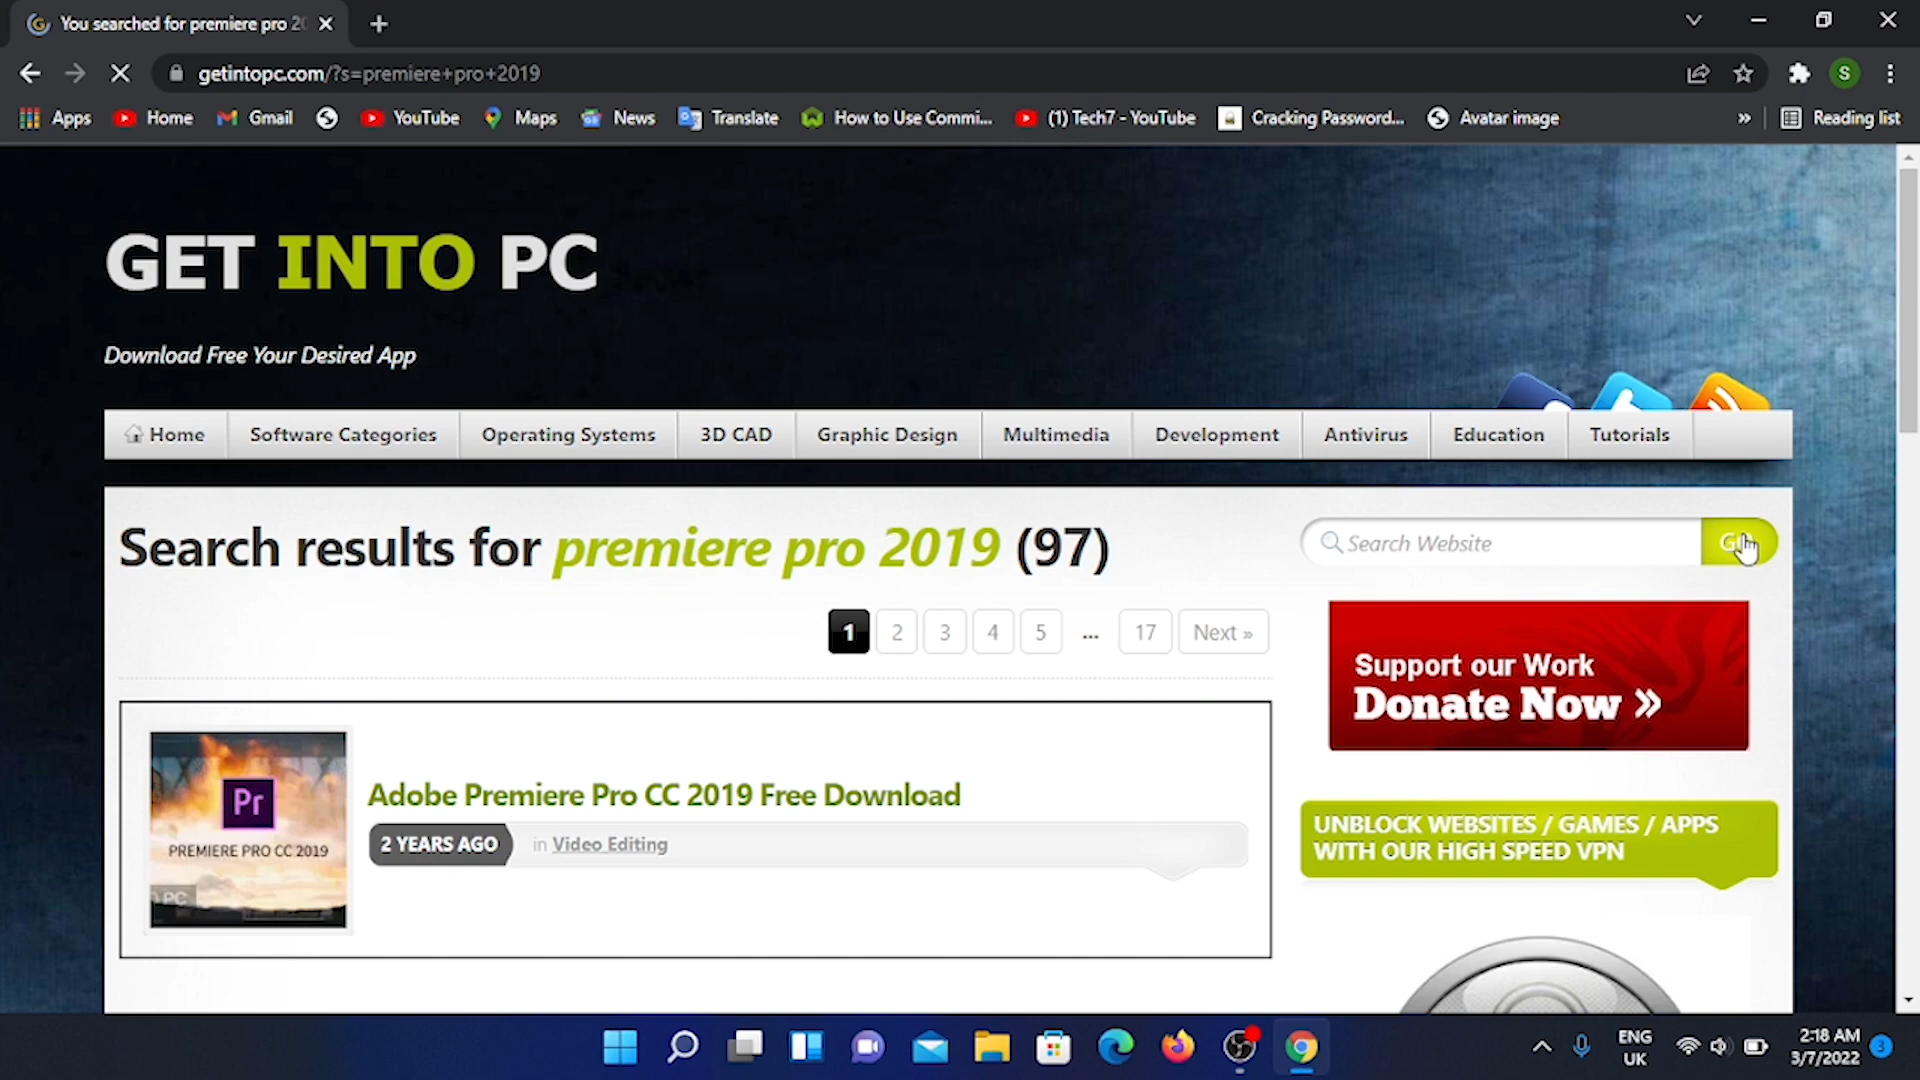 You searched for premiere pro 20
getintopc.com/?s=premiere+pro+2019
S
Apps
Home
Gmail
YouTube
Maps
News
Translate
How to Use Commi...
(1) Tech7 - YouTube
Cracking Password...
Avatar image
»
Reading list
GET INTO PC
Download Free Your Desired App
Home
Software Categories
Operating Systems
3D CAD
Graphic Design
Multimedia
Development
Antivirus
Education
Tutorials
Search results for premiere pro 2019 (97)
Search Website
1 2 3 4 5 ... 17 Next »
Support our Work
Donate Now »
Pr
PREMIERE PRO CC 2019
PC
Adobe Premiere Pro CC 2019 Free Download
2 YEARS AGO
in Video Editing
UNBLOCK WEBSITES / GAMES / APPS
WITH OUR HIGH SPEED VPN
ENG
UK
2:18 AM
3/7/2022
3